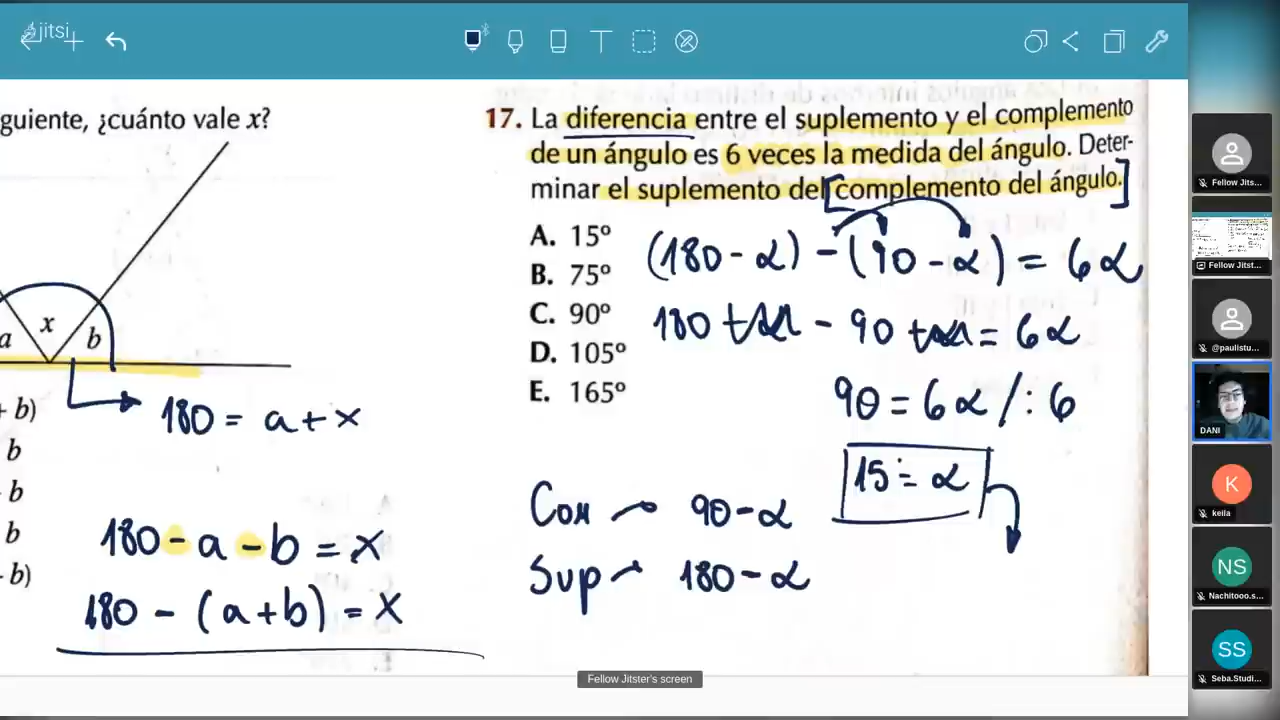 jitsi
guiente, ¿cuánto vale x?
a
x
b
180 = a + x
+ b)
b
- b
b
- b)
180 - a - b = x
180 - (a + b) = x
17. La diferencia entre el suplemento y el complemento
de un ángulo es 6 veces la medida del ángulo. Deter-
minar el suplemento del [complemento del ángulo.]
A. 15º
B. 75º
C. 90º
D. 105º
E. 165º
(180 - α) - (90 - α) = 6α
180 - 90 = 6α
90 = 6α /: 6
15 = α
Com 90 - α
Sup 180 - α
Fellow Jitster's screen
Fellow Jits...
Fellow Jitst...
@paulistu...
DANI
K
keila
NS
Nachitooo.s...
SS
Seba.Studi...